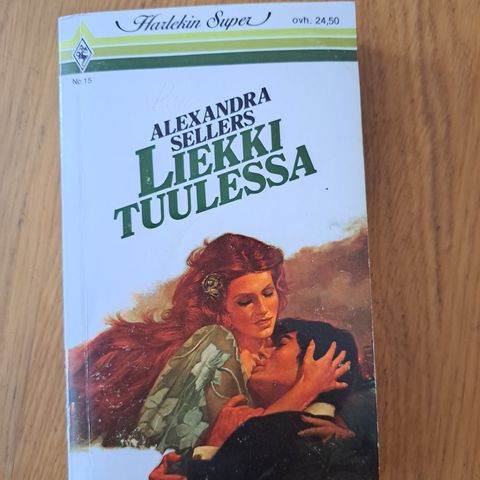 Harlekin Super
ovh. 24,50
No 15
ALEXANDRA
SELLERS
LIEKKI
TUULESSA